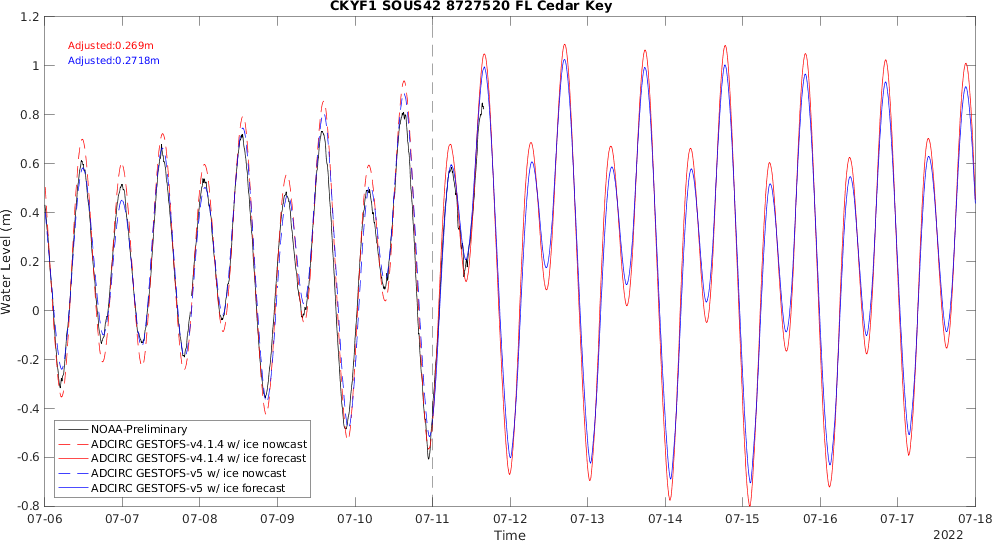 CKYF1 SOUS42 8727520 FL Cedar Key
Adjusted:0.269m
Adjusted:0.2718m
1.2
1
0.8
0.6
0.4
0.2
0
-0.2
-0.4
-0.6
-0.8
Water Level (m)
NOAA-Preliminary
ADCIRC GESTOFS-v4.1.4 w/ ice nowcast
ADCIRC GESTOFS-v4.1.4 w/ ice forecast
ADCIRC GESTOFS-v5 w/ ice nowcast
ADCIRC GESTOFS-v5 w/ ice forecast
07-06 07-07 07-08 07-09 07-10 07-11 07-12 07-13 07-14 07-15 07-16 07-17 07-18
Time
2022